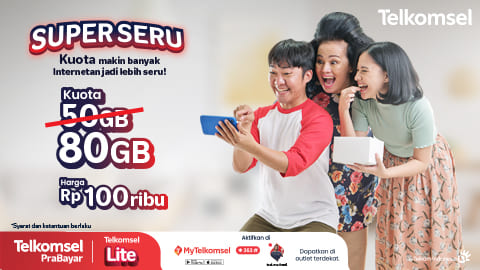 Telkomsel
SUPER SERU
Kuota makin banyak
Internetan jadi lebih seru!
Kuota
50GB
80GB
Harga
Rp 100ribu
*Syarat dan ketentuan berlaku
Telkomsel
PraBayar
Telkomsel
Lite
Aktifkan di
MyTelkomsel
*363#
Dapatkan di
outlet terdekat.